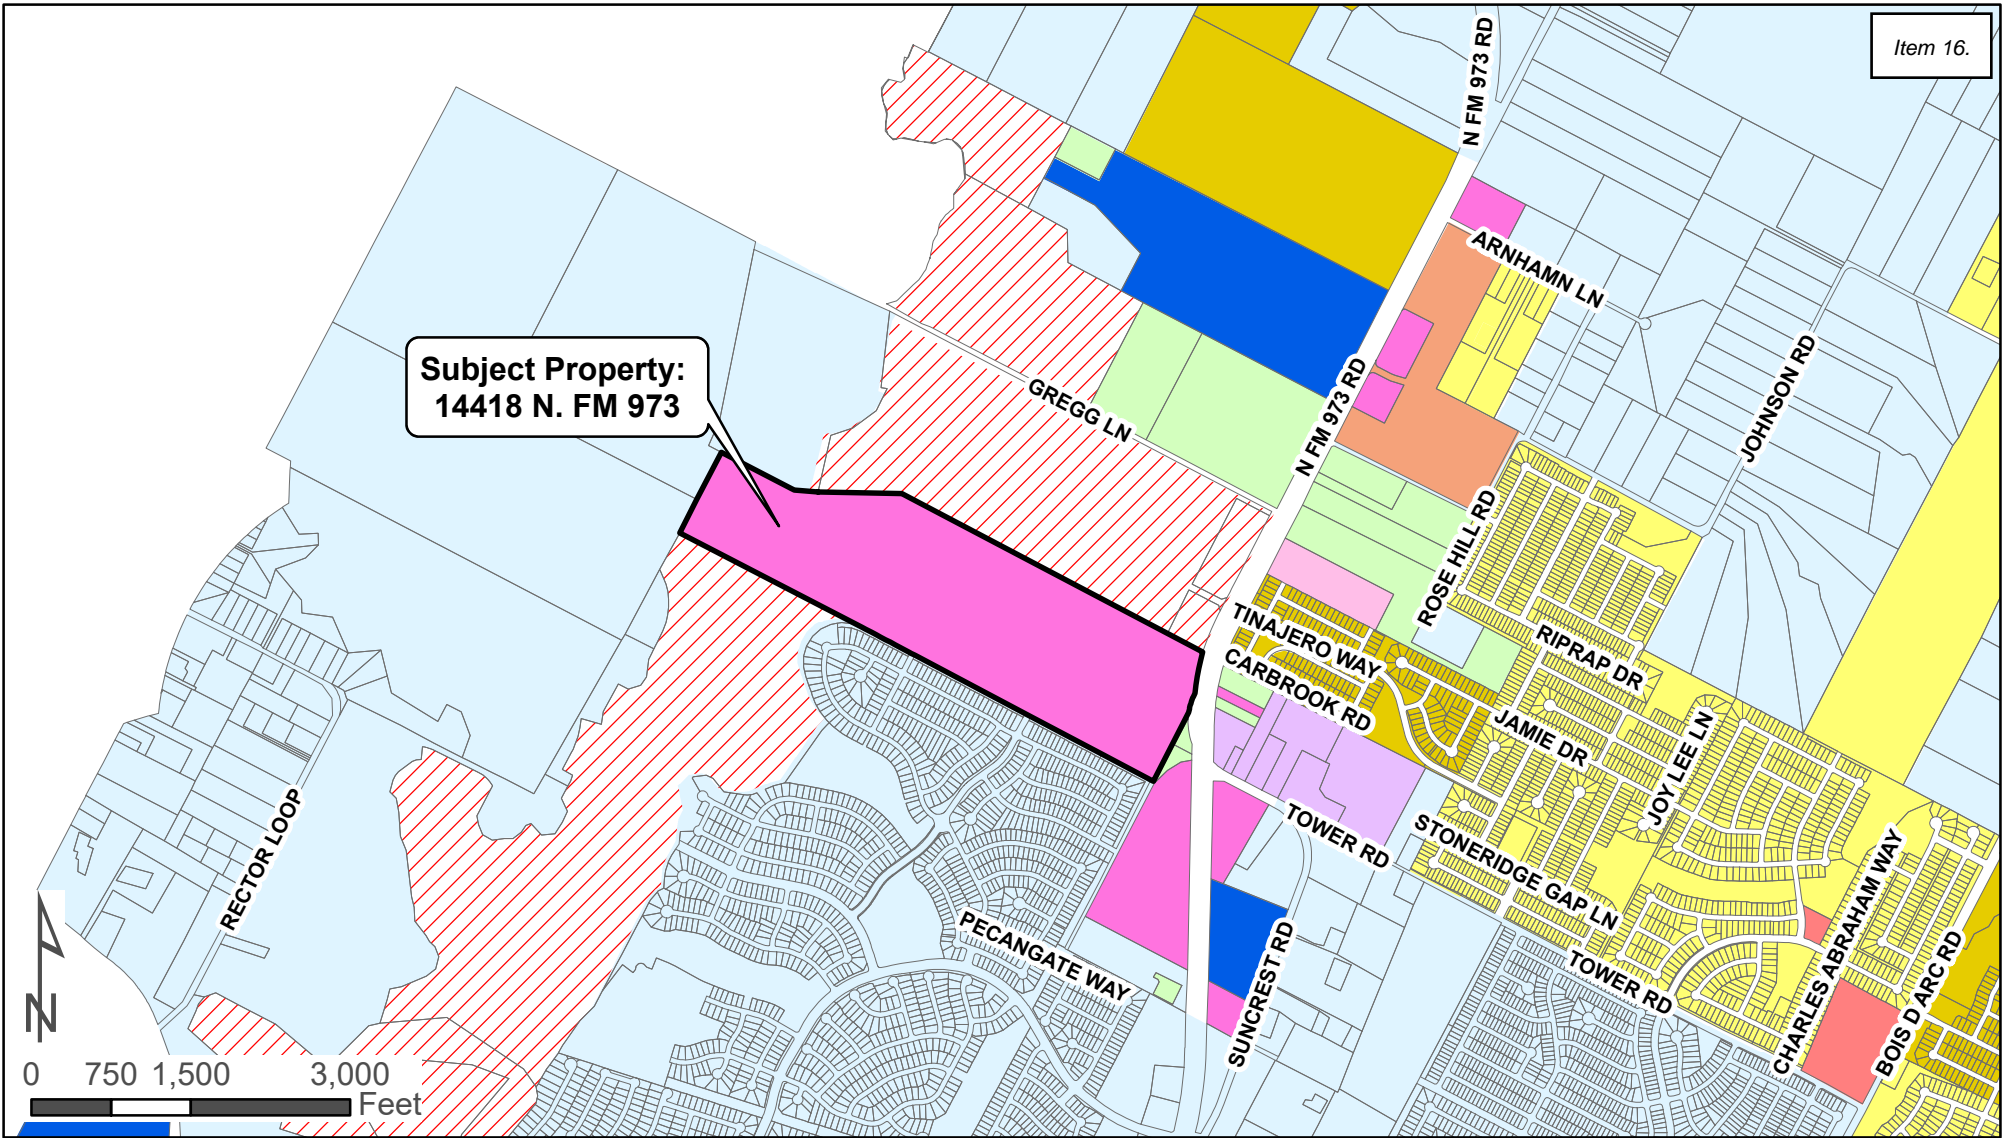 Item 16.
N FM 973 RD
ARNHAMN LN
Subject Property:
14418 N. FM 973
GREGG LN
N FM 973 RD
JOHNSON RD
ROSE HILL RD
TINAJERO WAY
CARBROOK RD
RIPRAP DR
JAMIE DR
JOY LEE LN
RECTOR LOOP
TOWER RD
STONERIDGE GAP LN
PECANGATE WAY
SUNCREST RD
TOWER RD
CHARLES ABRAHAM WAY
BOIS D ARC RD
N
0 750 1,500 3,000
Feet